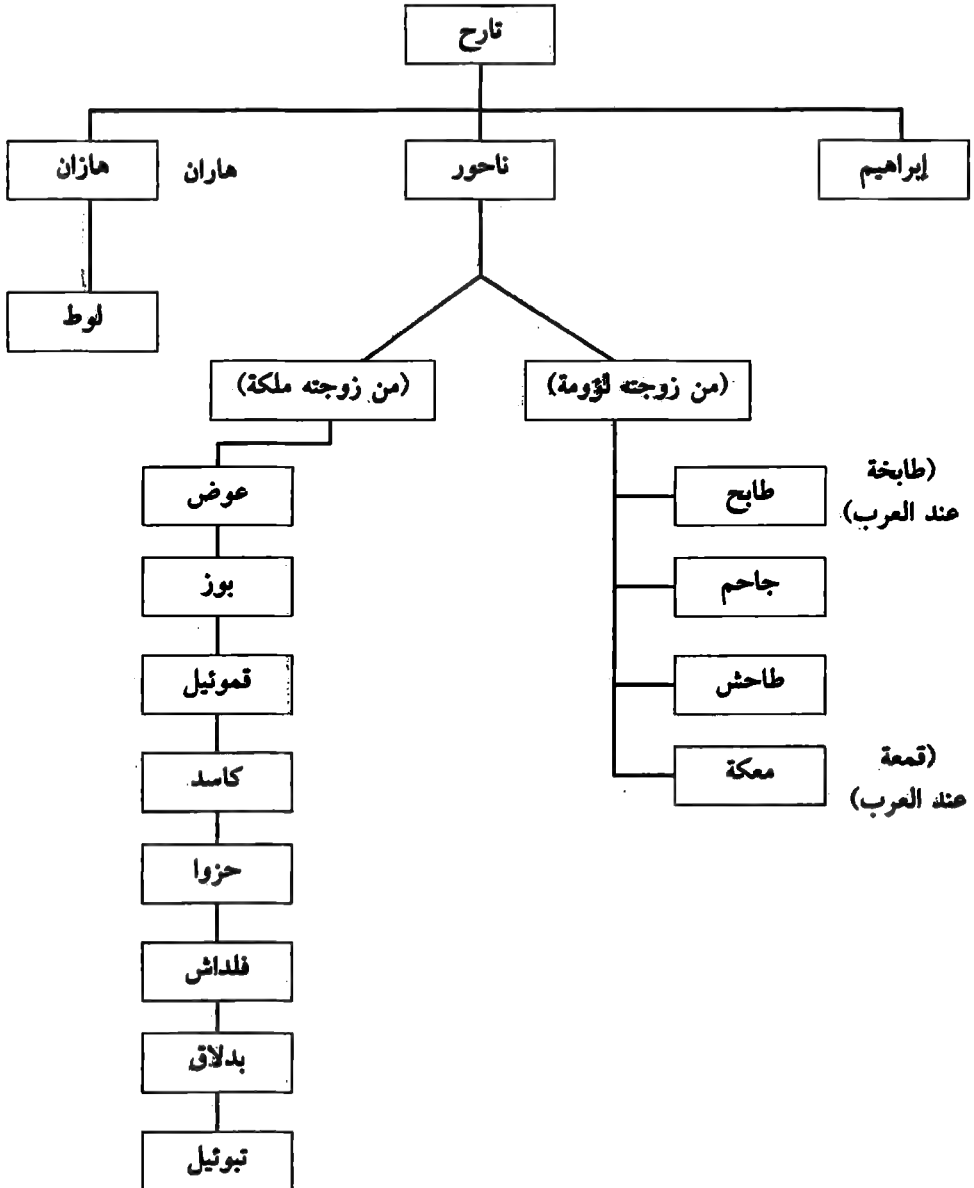 تارح
إبراهيم
ناحور
هازان
هاران
لوط
(من زوجته لؤومة)
(من زوجته ملكة)
طابح
(طابخة
عند العرب)
جاحم
طاحش
معكة
(قمعة
عند العرب)
عوض
بوز
قموئيل
كاسد
حزوا
فلداش
بدلاق
تبوئيل